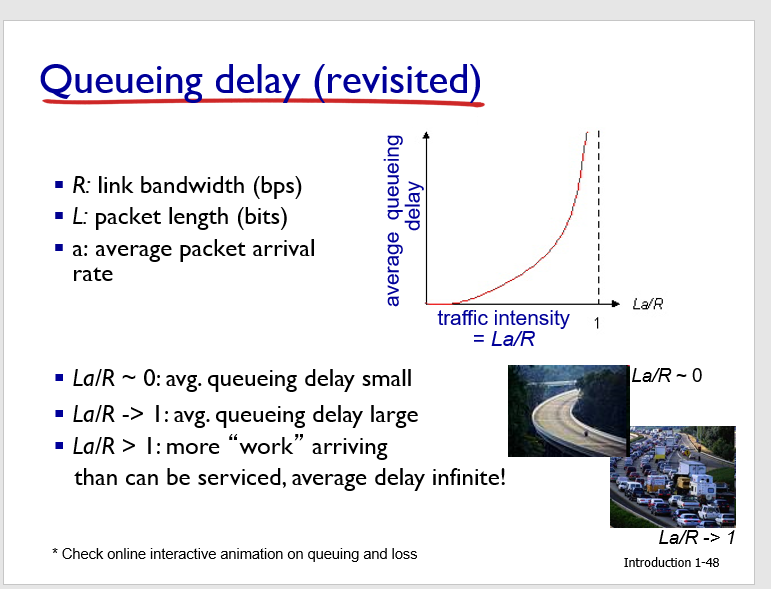 Queueing delay (revisited)
▪ R: link bandwidth (bps)
▪ L: packet length (bits)
▪ a: average packet arrival
rate
average queueing
delay
La/R
1
traffic intensity
= La/R
▪ La/R ~ 0: avg. queueing delay small
▪ La/R -> 1: avg. queueing delay large
▪ La/R > 1: more “work” arriving
than can be serviced, average delay infinite!
La/R ~ 0
La/R -> 1
* Check online interactive animation on queuing and loss
Introduction 1-48